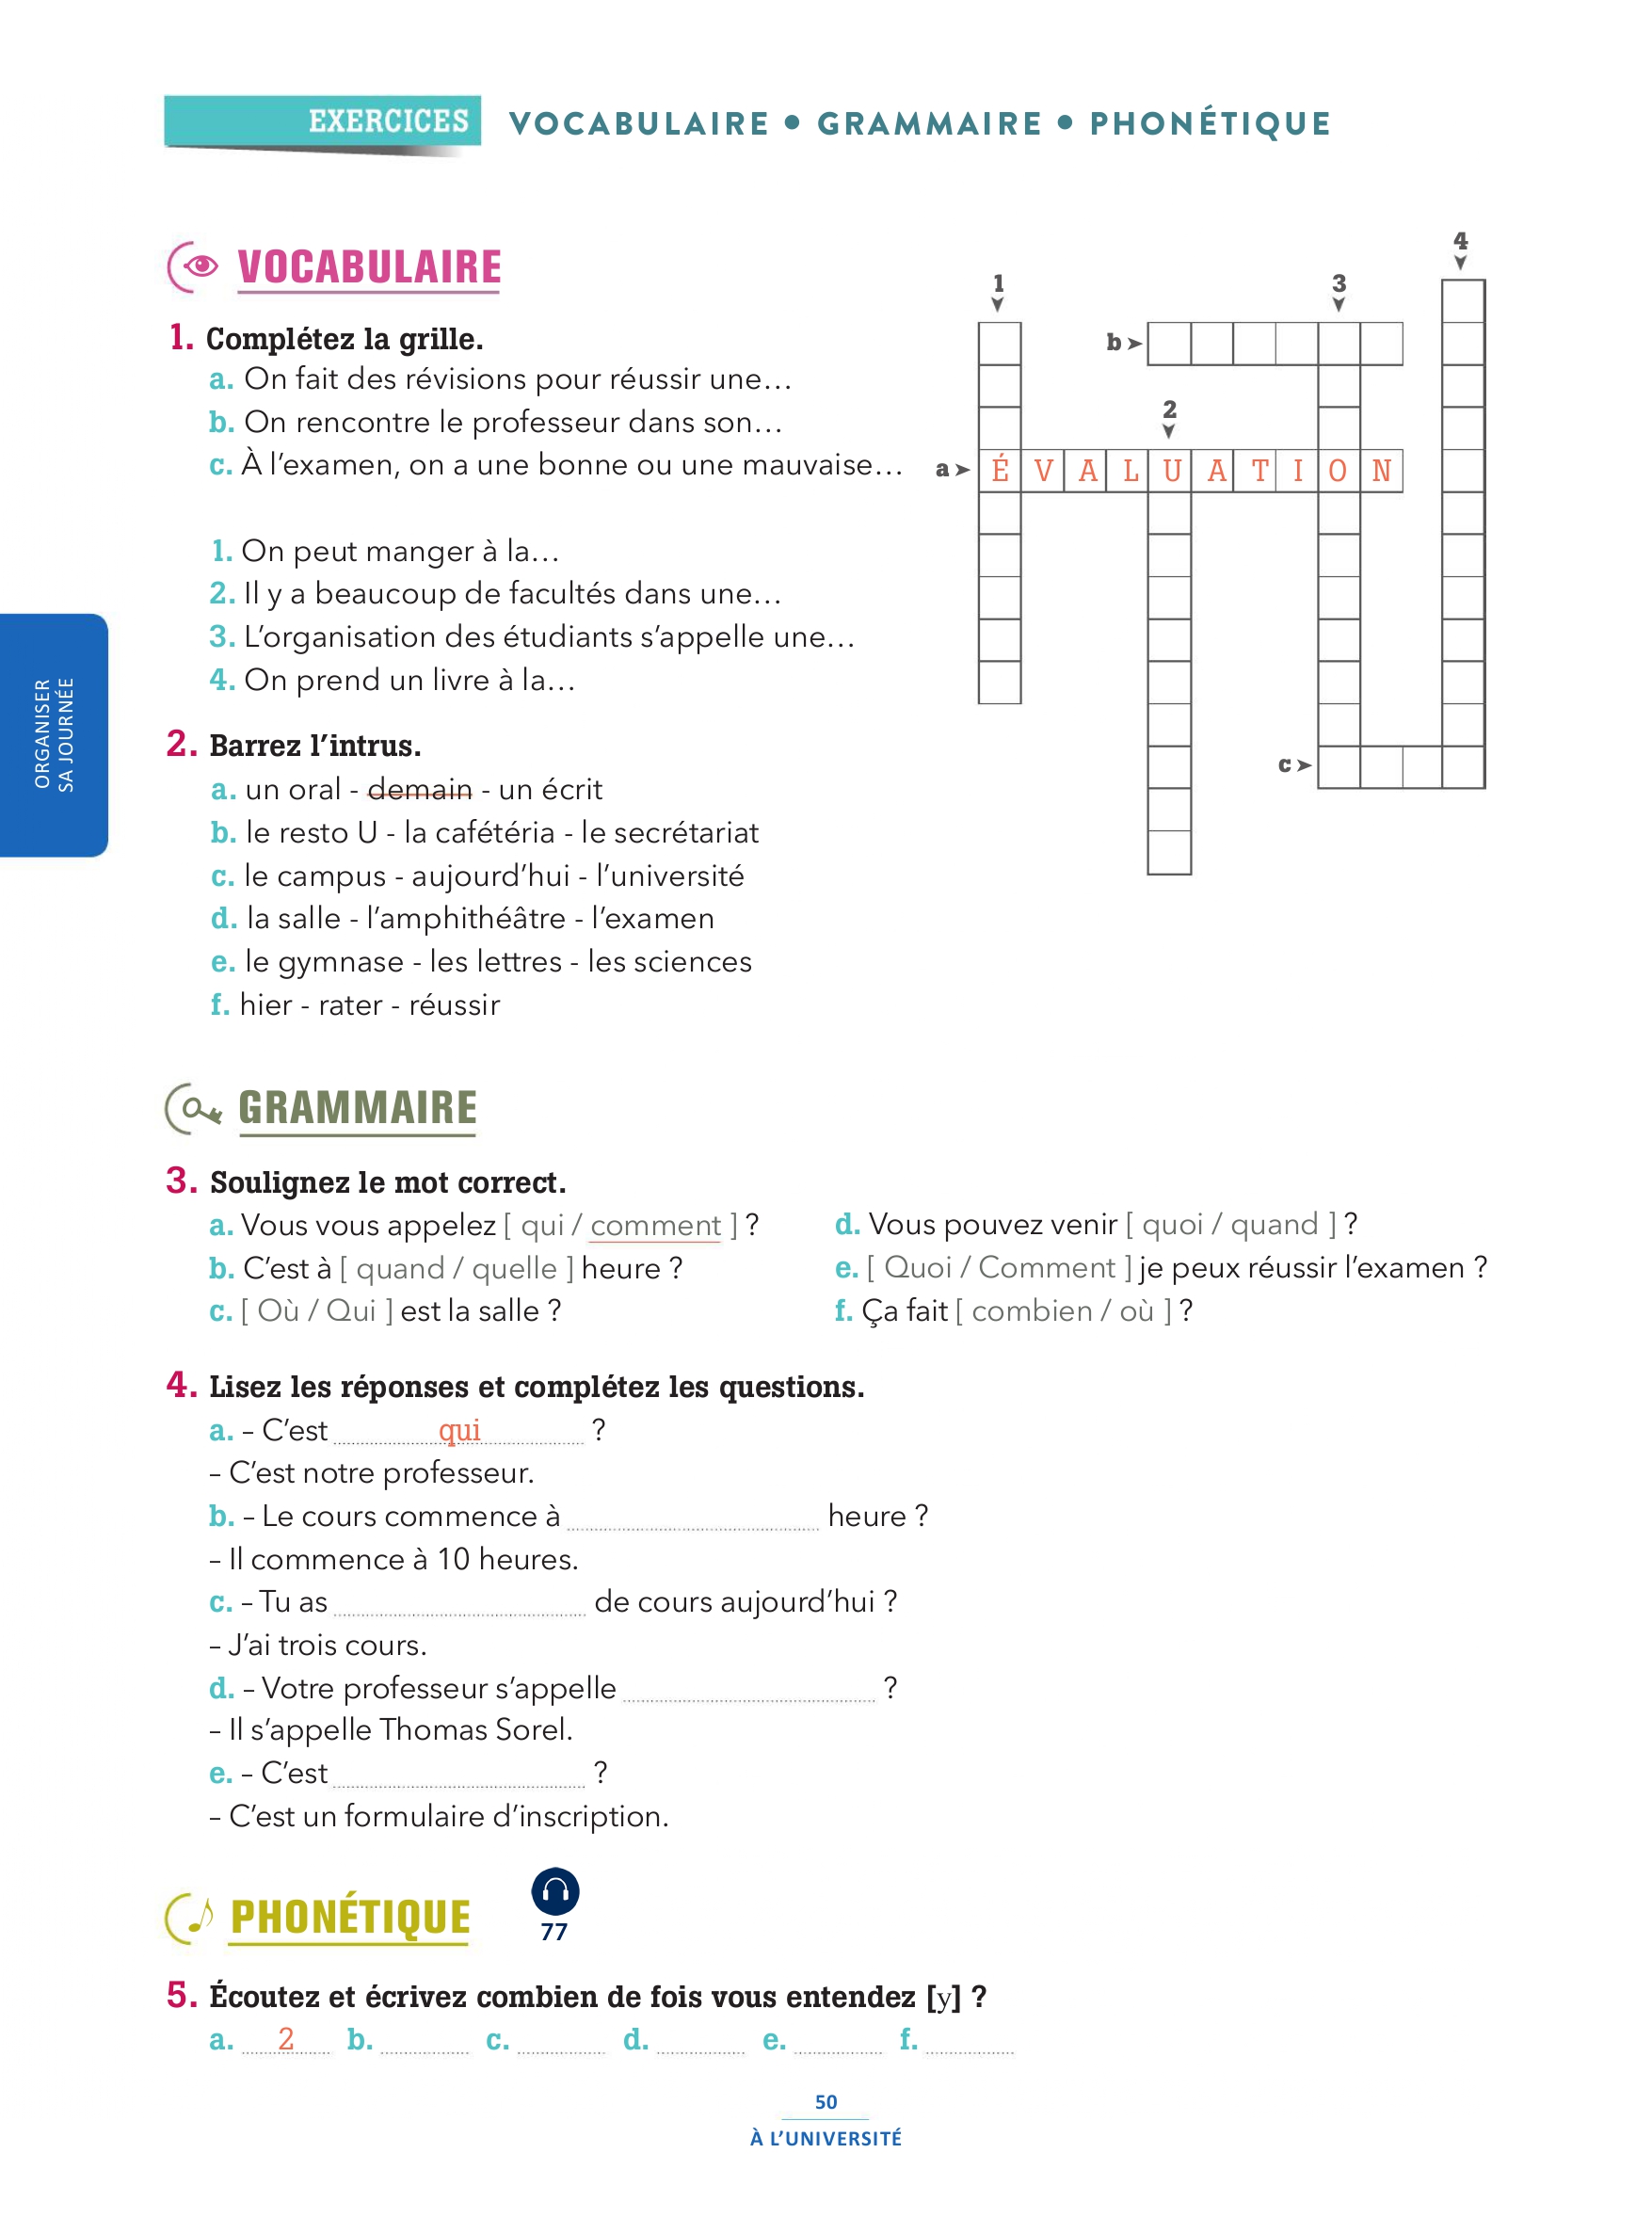 EXERCICES VOCABULAIRE • GRAMMAIRE • PHONÉTIQUE
VOCABULAIRE
1. Complétez la grille.
a. On fait des révisions pour réussir une…
b. On rencontre le professeur dans son…
c. À l’examen, on a une bonne ou une mauvaise…
1. On peut manger à la…
2. Il y a beaucoup de facultés dans une…
3. L’organisation des étudiants s’appelle une…
4. On prend un livre à la…
4
1
3
b
2
a ÉVALUATION
c
ORGANISER
SA JOURNÉE
2. Barrez l’intrus.
a. un oral - demain - un écrit
b. le resto U - la cafétéria - le secrétariat
c. le campus - aujourd’hui - l’université
d. la salle - l’amphithéâtre - l’examen
e. le gymnase - les lettres - les sciences
f. hier - rater - réussir
GRAMMAIRE
3. Soulignez le mot correct.
a. Vous vous appelez [ qui / comment ] ?
b. C’est à [ quand / quelle ] heure ?
c. [ Où / Qui ] est la salle ?
d. Vous pouvez venir [ quoi / quand ] ?
e. [ Quoi / Comment ] je peux réussir l’examen ?
f. Ça fait [ combien / où ] ?
4. Lisez les réponses et complétez les questions.
a. – C’est qui ?
– C’est notre professeur.
b. – Le cours commence à heure ?
– Il commence à 10 heures.
c. – Tu as de cours aujourd’hui ?
– J’ai trois cours.
d. – Votre professeur s’appelle ?
– Il s’appelle Thomas Sorel.
e. – C’est ?
– C’est un formulaire d’inscription.
PHONÉTIQUE
77
5. Écoutez et écrivez combien de fois vous entendez [y] ?
a. 2 b. c. d. e. f.
50
À L’UNIVERSITÉ